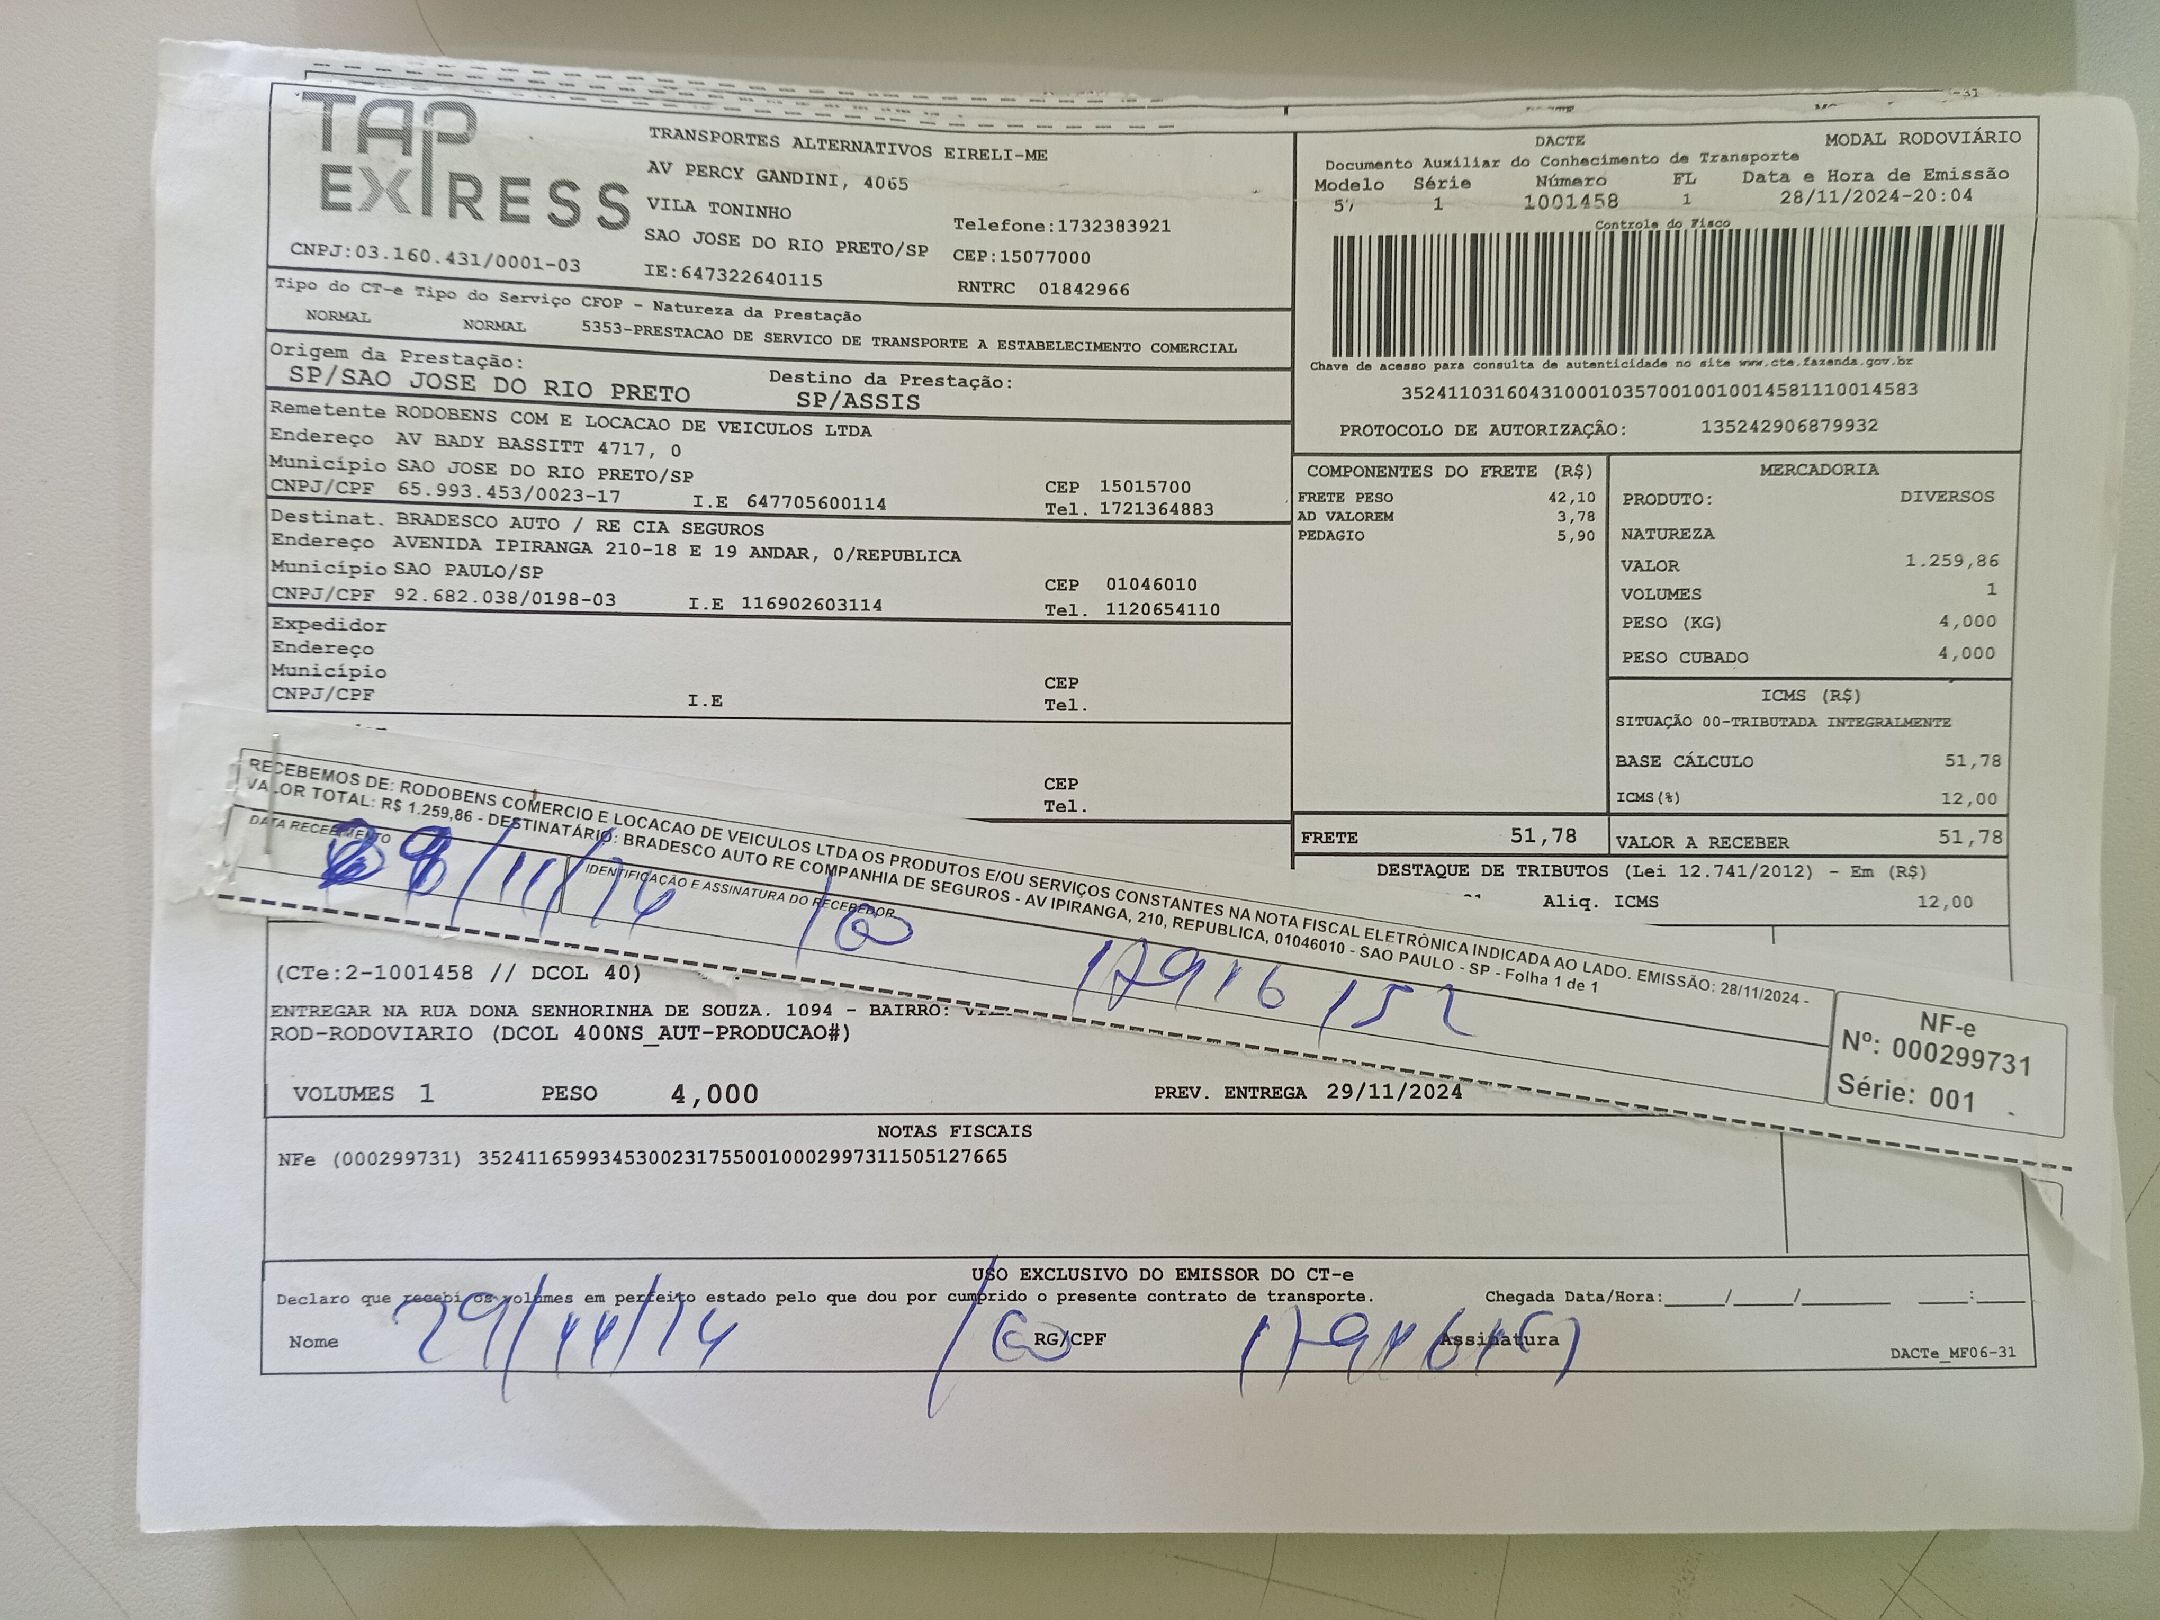 TAP EXPRESS
TRANSPORTES ALTERNATIVOS EIRELI-ME
AV PERCY GANDINI, 4065
VILA TONINHO
Telefone:1732383921
SAO JOSE DO RIO PRETO/SP CEP:15077000
CNPJ:03.160.431/0001-03
IE:647322640115
RNTRC 01842966
DACTE
MODAL RODOVIÁRIO
Documento Auxiliar do Conhecimento de Transporte
Modelo Série Número FL Data e Hora de Emissão
57 1 1001458 1 28/11/2024-20:04
Controle do Fisco
Chave de acesso para consulta de autenticidade no site www.cte.fazenda.gov.br
35241103160431000103570010010014581110014583
PROTOCOLO DE AUTORIZAÇÃO: 135242906879932
Tipo do CT-e Tipo do Serviço CFOP - Natureza da Prestação
NORMAL NORMAL 5353-PRESTACAO DE SERVICO DE TRANSPORTE A ESTABELECIMENTO COMERCIAL
Origem da Prestação:
SP/SAO JOSE DO RIO PRETO
Destino da Prestação:
SP/ASSIS
Remetente RODOBENS COM E LOCACAO DE VEICULOS LTDA
Endereço AV BADY BASSITT 4717, 0
Município SAO JOSE DO RIO PRETO/SP CEP 15015700
CNPJ/CPF 65.993.453/0023-17 I.E 647705600114 Tel. 1721364883
Destinat. BRADESCO AUTO / RE CIA SEGUROS
Endereço AVENIDA IPIRANGA 210-18 E 19 ANDAR, 0/REPUBLICA
Município SAO PAULO/SP CEP 01046010
CNPJ/CPF 92.682.038/0198-03 I.E 116902603114 Tel. 1120654110
Expedidor
Endereço
Município CEP
CNPJ/CPF I.E Tel.
CEP
Tel.
COMPONENTES DO FRETE (R$)
FRETE PESO 42,10
AD VALOREM 3,78
PEDAGIO 5,90
FRETE 51,78
MERCADORIA
PRODUTO: DIVERSOS
NATUREZA
VALOR 1.259,86
VOLUMES 1
PESO (KG) 4,000
PESO CUBADO 4,000
ICMS (R$)
SITUAÇÃO 00-TRIBUTADA INTEGRALMENTE
BASE CÁLCULO 51,78
ICMS(%) 12,00
VALOR A RECEBER 51,78
DESTAQUE DE TRIBUTOS (Lei 12.741/2012) - Em (R$)
Aliq. ICMS 12,00
RECEBEMOS DE: RODOBENS COMERCIO E LOCACAO DE VEICULOS LTDA OS PRODUTOS E/OU SERVIÇOS CONSTANTES NA NOTA FISCAL ELETRÔNICA INDICADA AO LADO. EMISSÃO: 28/11/2024 -
VALOR TOTAL: R$ 1.259,86 - DESTINATÁRIO: BRADESCO AUTO RE COMPANHIA DE SEGUROS - AV IPIRANGA, 210, REPUBLICA, 01046010 - SAO PAULO - SP - Folha 1 de 1
DATA RECEBIMENTO
IDENTIFICAÇÃO E ASSINATURA DO RECEBEDOR
NF-e
Nº: 000299731
Série: 001
(CTe:2-1001458 // DCOL 40)
ENTREGAR NA RUA DONA SENHORINHA DE SOUZA. 1094 - BAIRRO:
ROD-RODOVIARIO (DCOL 400NS_AUT-PRODUCAO#)
VOLUMES 1 PESO 4,000 PREV. ENTREGA 29/11/2024
NOTAS FISCAIS
NFe (000299731) 35241165993453002317550010002997311505127665
USO EXCLUSIVO DO EMISSOR DO CT-e
Declaro que recebi os volumes em perfeito estado pelo que dou por cumprido o presente contrato de transporte. Chegada Data/Hora:____/____/______ ___:___
Nome RG/CPF Assinatura
DACTe_MF06-31